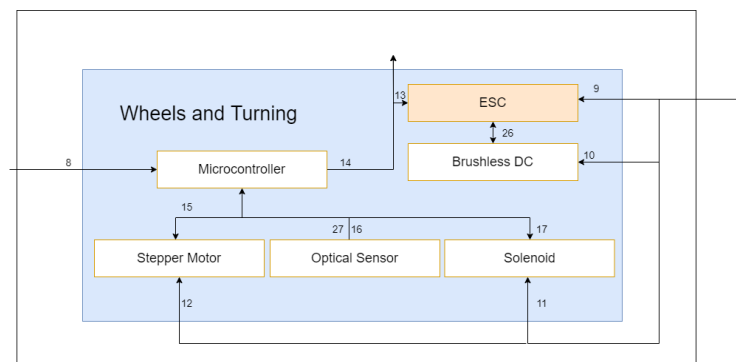 13
ESC
9
Wheels and Turning
26
8
Microcontroller
14
Brushless DC
10
15
27
16
17
Stepper Motor
Optical Sensor
Solenoid
12
11